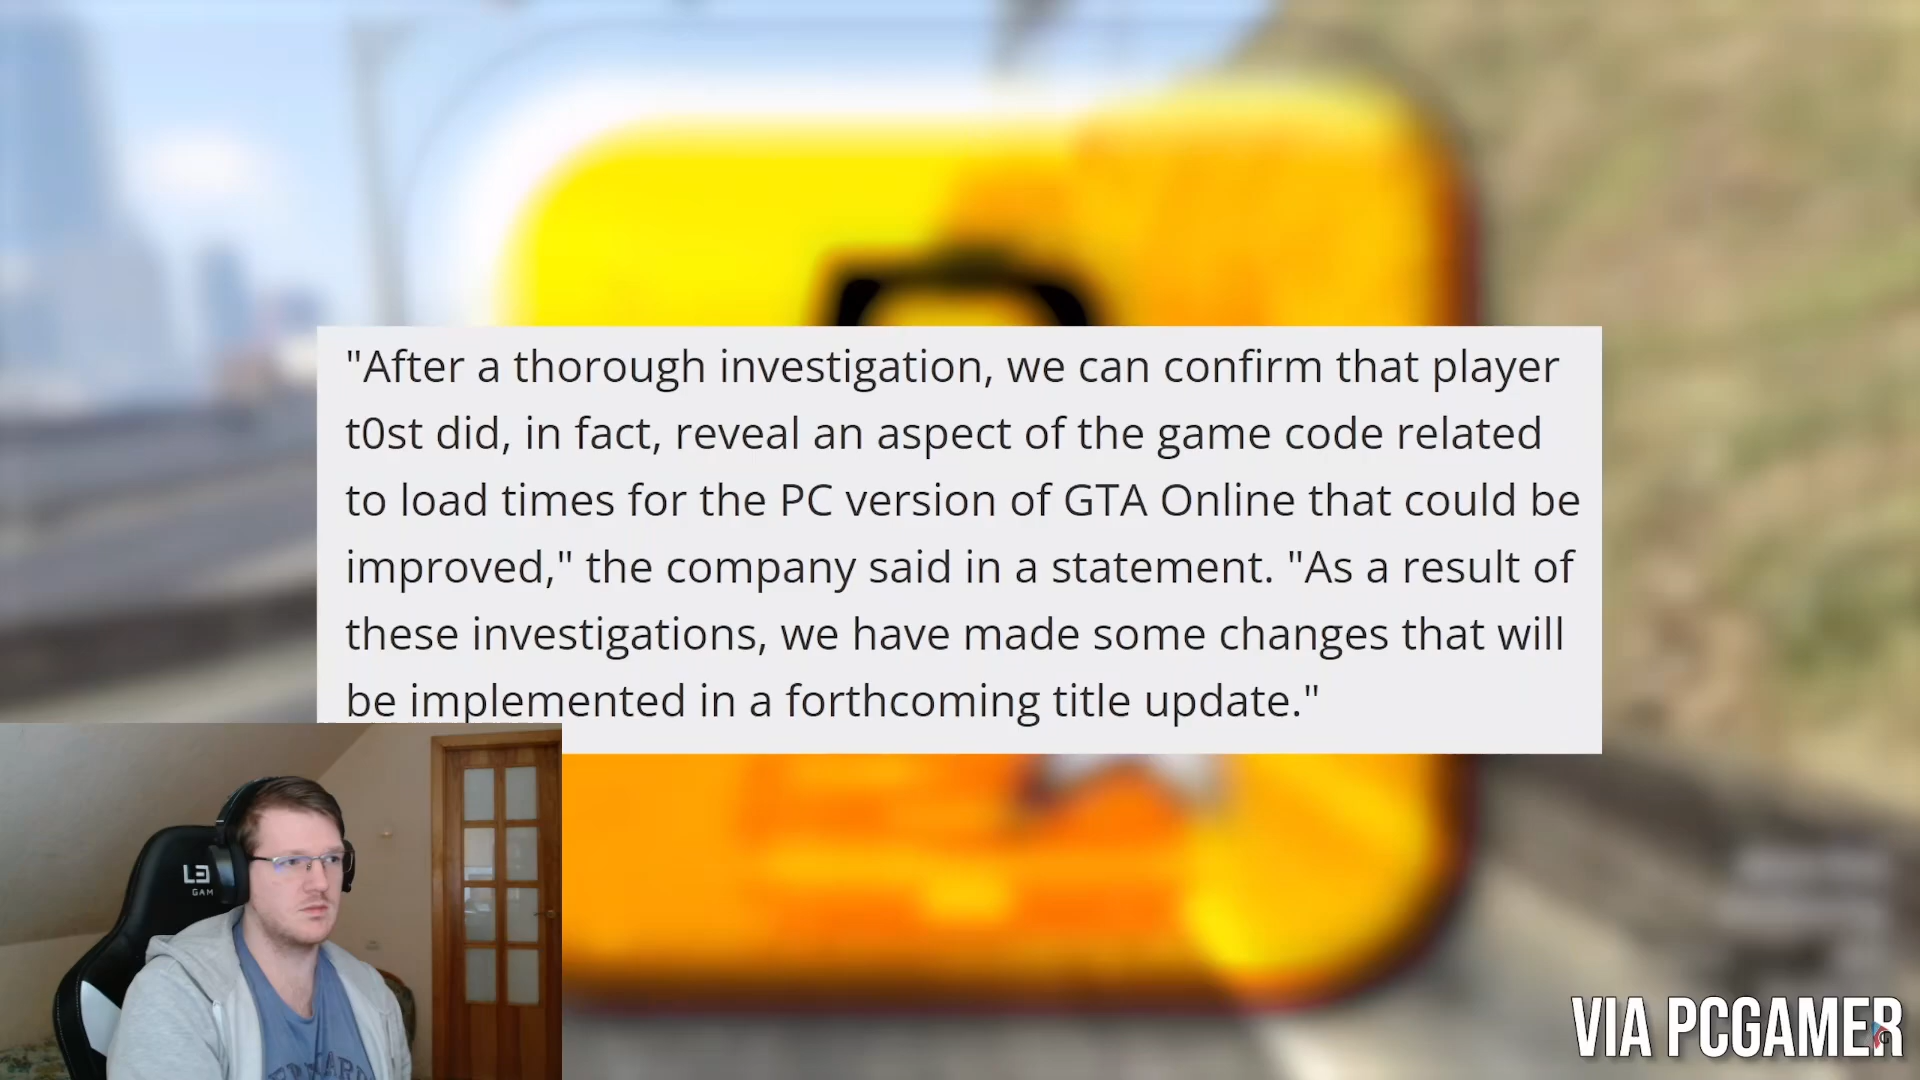 "After a thorough investigation, we can confirm that player
t0st did, in fact, reveal an aspect of the game code related
to load times for the PC version of GTA Online that could be
improved," the company said in a statement. "As a result of
these investigations, we have made some changes that will
be implemented in a forthcoming title update."
GAM
VIA PCGAMER